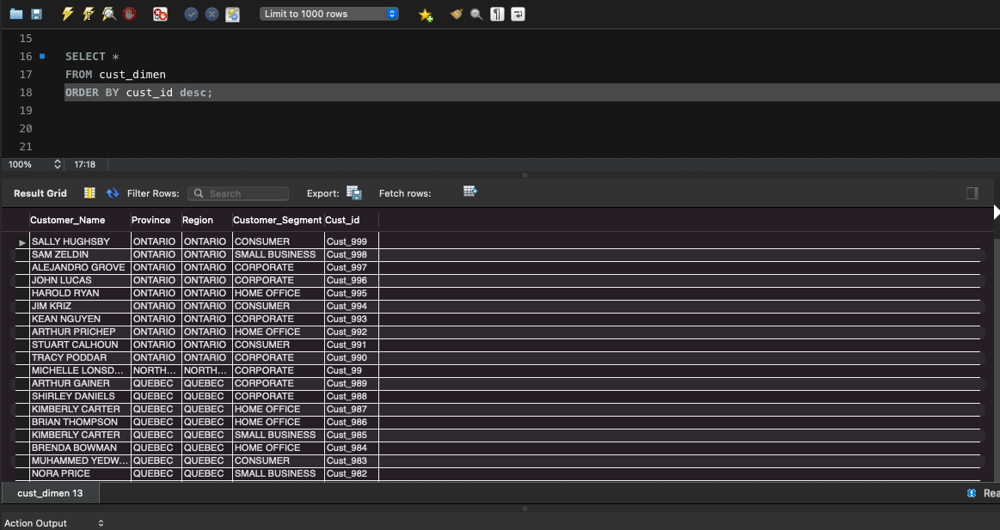 Limit to 1000 rows
15
16 SELECT *
17 FROM cust_dimen
18 ORDER BY cust_id desc;
19
20
21
100% 17:18
Result Grid Filter Rows: Search Export: Fetch rows:
Customer_Name Province Region Customer_Segment Cust_id
SALLY HUGHSBY ONTARIO ONTARIO CONSUMER Cust_999
SAM ZELDIN ONTARIO ONTARIO SMALL BUSINESS Cust_998
ALEJANDRO GROVE ONTARIO ONTARIO CORPORATE Cust_997
JOHN LUCAS ONTARIO ONTARIO CORPORATE Cust_996
HAROLD RYAN ONTARIO ONTARIO HOME OFFICE Cust_995
JIM KRIZ ONTARIO ONTARIO CONSUMER Cust_994
KEAN NGUYEN ONTARIO ONTARIO CORPORATE Cust_993
ARTHUR PRICHEP ONTARIO ONTARIO HOME OFFICE Cust_992
STUART CALHOUN ONTARIO ONTARIO CONSUMER Cust_991
TRACY PODDAR ONTARIO ONTARIO CORPORATE Cust_990
MICHELLE LONSD... NORTH... NORTH... CORPORATE Cust_99
ARTHUR GAINER QUEBEC QUEBEC CORPORATE Cust_989
SHIRLEY DANIELS QUEBEC QUEBEC CORPORATE Cust_988
KIMBERLY CARTER QUEBEC QUEBEC HOME OFFICE Cust_987
BRIAN THOMPSON QUEBEC QUEBEC HOME OFFICE Cust_986
KIMBERLY CARTER QUEBEC QUEBEC SMALL BUSINESS Cust_985
BRENDA BOWMAN QUEBEC QUEBEC HOME OFFICE Cust_984
MUHAMMED YEDW... QUEBEC QUEBEC CONSUMER Cust_983
NORA PRICE QUEBEC QUEBEC SMALL BUSINESS Cust_982
cust_dimen 13 Rea
Action Output